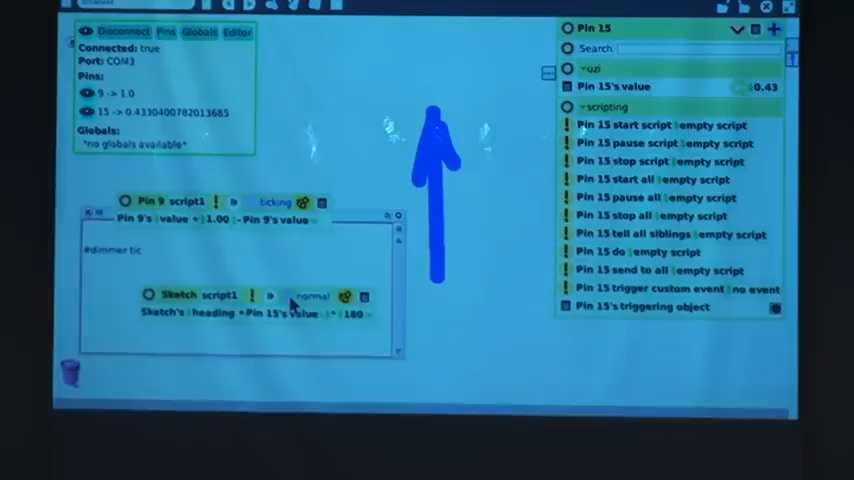 Disconnect Pins Globals Editor
Connected: true
Port: COM3
Pins:
9 -> 1.0
15 -> 0.4330400782013685
Globals:
*no globals available*
Pin 9 script1 ! ticking
Pin 9's value 1.00 - Pin 9's value
#dimmer tic
Sketch script1 ! normal
Sketch's heading Pin 15's value * 180
Pin 15
Search
uzi
Pin 15's value 0.43
scripting
! Pin 15 start script empty script
! Pin 15 pause script empty script
! Pin 15 stop script empty script
! Pin 15 start all empty script
! Pin 15 pause all empty script
! Pin 15 stop all empty script
! Pin 15 tell all siblings empty script
! Pin 15 do empty script
! Pin 15 send to all empty script
! Pin 15 trigger custom event no event
Pin 15's triggering object